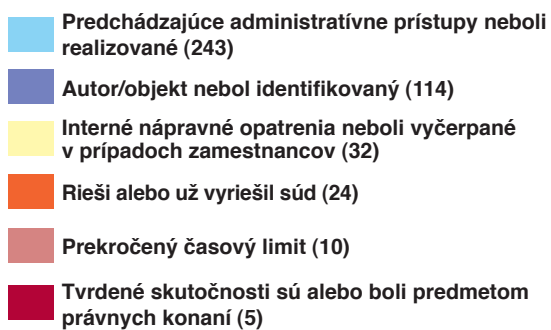 Predchádzajúce administratívne prístupy neboli
realizované (243)
Autor/objekt nebol identifikovaný (114)
Interné nápravné opatrenia neboli vyčerpané
v prípadoch zamestnancov (32)
Rieši alebo už vyriešil súd (24)
Prekročený časový limit (10)
Tvrdené skutočnosti sú alebo boli predmetom
právnych konaní (5)